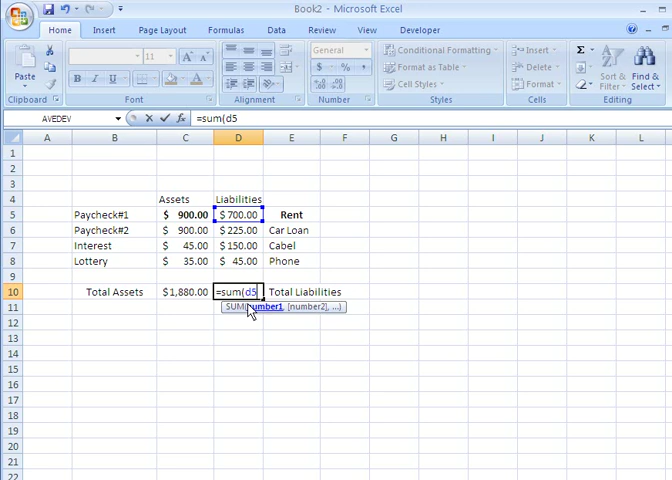 Book2 - Microsoft Excel
Home Insert Page Layout Formulas Data Review View Developer
Paste
11 A A
B I U
General
$ % ,
Conditional Formatting
Format as Table
Cell Styles
Insert
Delete
Format
Σ
Sort & Filter
Find & Select
Clipboard Font Alignment Number Styles Cells Editing
AVEDEV fx =sum(d5
A B C D E F G H I J K L
1
2
3
4 Assets Liabilities
5 Paycheck#1 $ 900.00 $ 700.00 Rent
6 Paycheck#2 $ 900.00 $ 225.00 Car Loan
7 Interest $ 45.00 $ 150.00 Cabel
8 Lottery $ 35.00 $ 45.00 Phone
9
10 Total Assets $ 1,880.00 =sum(d5 Total Liabilities
11 SUM(number1, [number2], ...)
12
13
14
15
16
17
18
19
20
21
22